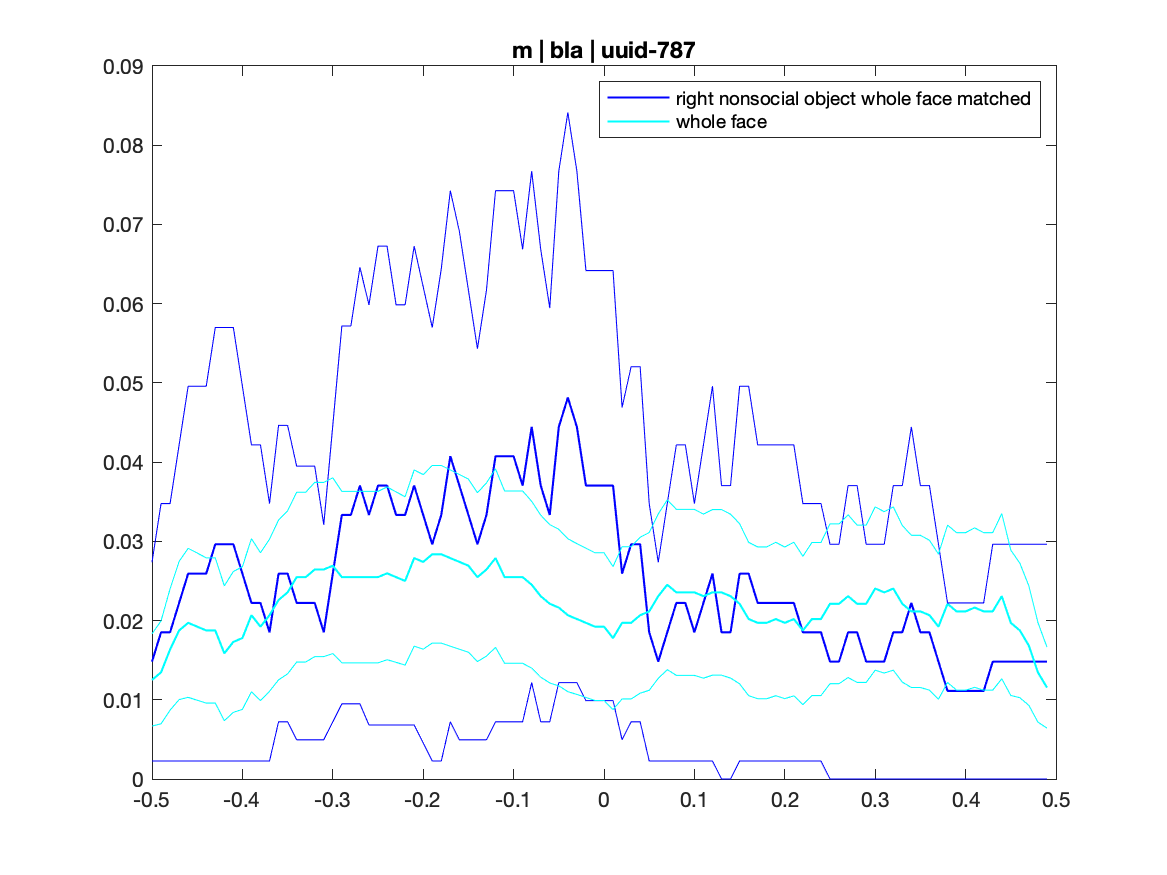 m | bla | uuid-787
0.09
0.08
0.07
0.06
0.05
0.04
0.03
0.02
0.01
0
right nonsocial object whole face matched
whole face
-0.5 -0.4 -0.3 -0.2 -0.1 0 0.1 0.2 0.3 0.4 0.5